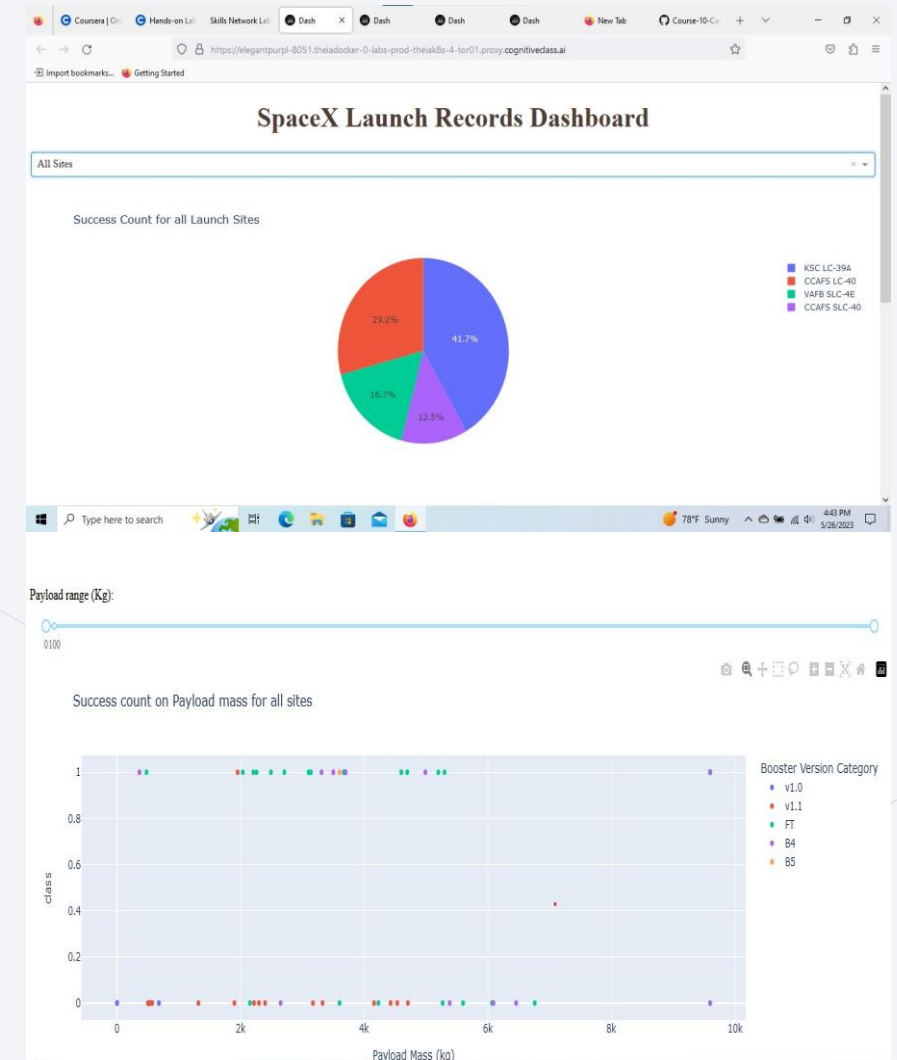 Coursera | On
Hands-on Lab
Skills Network Lab
Dash
Dash
Dash
Dash
New Tab
Course-10-Ca
https://elegantpurpl-8051.theiadocker-0-labs-prod-theiak8s-4-tor01.proxy.cognitiveclass.ai
Import bookmarks...
Getting Started
SpaceX Launch Records Dashboard
All Sites
Success Count for all Launch Sites
KSC LC-39A
CCAFS LC-40
VAFB SLC-4E
CCAFS SLC-40
29.2%
41.7%
16.7%
12.5%
Type here to search
78°F Sunny
4:43 PM
5/26/2023
Payload range (Kg):
0100
Success count on Payload mass for all sites
Booster Version Category
v1.0
v1.1
FT
B4
B5
1
0.8
0.6
0.4
0.2
0
class
0 2k 4k 6k 8k 10k
Payload Mass (kg)